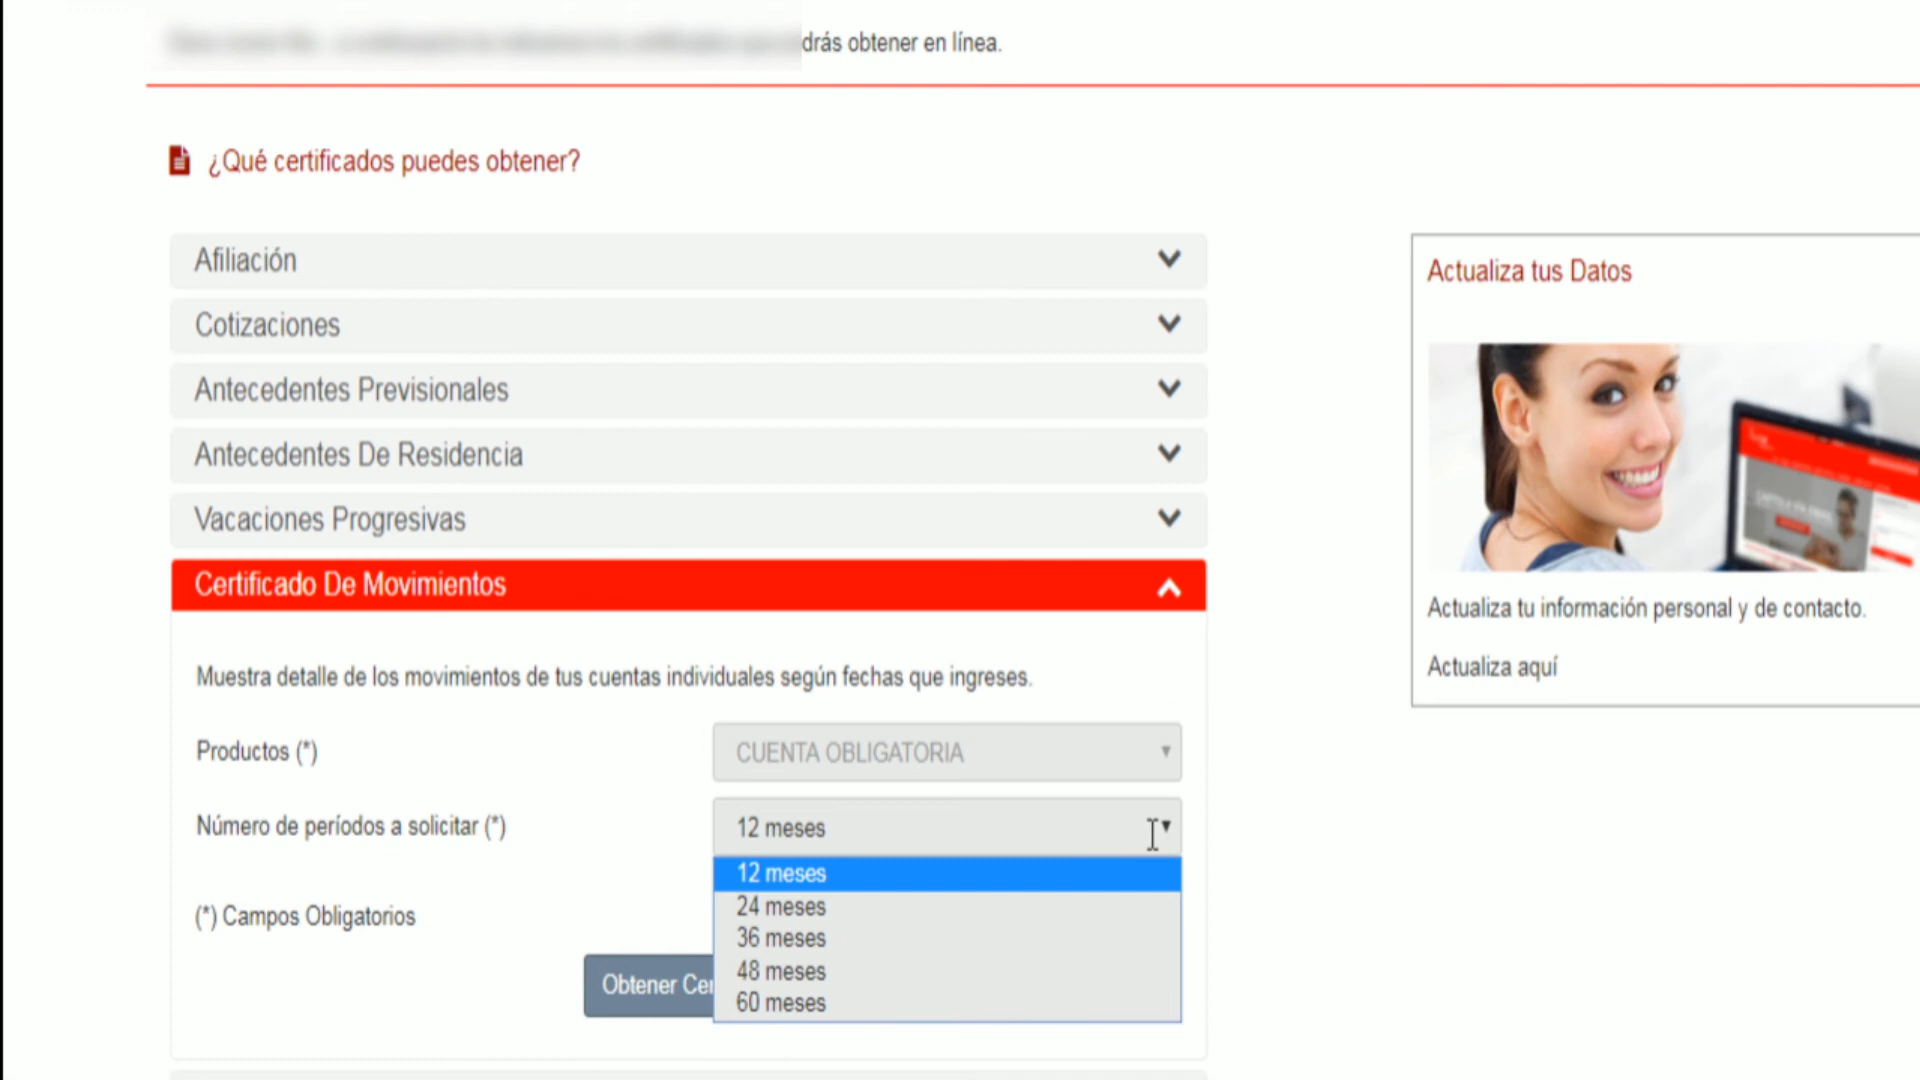 drás obtener en línea.
¿Qué certificados puedes obtener?
Afiliación
Cotizaciones
Antecedentes Previsionales
Antecedentes De Residencia
Vacaciones Progresivas
Certificado De Movimientos
Muestra detalle de los movimientos de tus cuentas individuales según fechas que ingreses.
Productos (*)
CUENTA OBLIGATORIA
Número de períodos a solicitar (*)
12 meses
12 meses
24 meses
36 meses
48 meses
60 meses
(*) Campos Obligatorios
Obtener Cer
Actualiza tus Datos
Actualiza tu información personal y de contacto.
Actualiza aquí